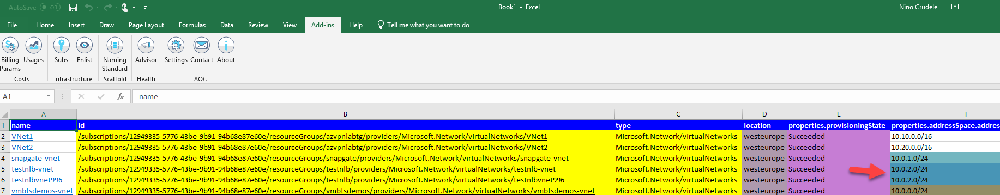 AutoSave Off Book1 - Excel Nino Crudele
File Home Insert Draw Page Layout Formulas Data Review View Add-ins Help Tell me what you want to do
Billing Params Usages Subs Enlist Naming Standard Advisor Settings Contact About
Costs Infrastructure Scaffold Health AOC
A1 fx name
A B C D E F
1 name id type location properties.provisioningState properties.addressSpace.addres
2 VNet1 /subscriptions/12949335-5776-43be-9b91-94b68e87e60e/resourceGroups/azvpnlabtg/providers/Microsoft.Network/virtualNetworks/VNet1 Microsoft.Network/virtualNetworks westeurope Succeeded 10.10.0.0/16
3 VNet2 /subscriptions/12949335-5776-43be-9b91-94b68e87e60e/resourceGroups/azvpnlabtg/providers/Microsoft.Network/virtualNetworks/VNet2 Microsoft.Network/virtualNetworks westeurope Succeeded 10.20.0.0/16
4 snapgate-vnet /subscriptions/12949335-5776-43be-9b91-94b68e87e60e/resourceGroups/snapgate/providers/Microsoft.Network/virtualNetworks/snapgate-vnet Microsoft.Network/virtualNetworks westeurope Succeeded 10.0.1.0/24
5 testnlb-vnet /subscriptions/12949335-5776-43be-9b91-94b68e87e60e/resourceGroups/testnlb/providers/Microsoft.Network/virtualNetworks/testnlb-vnet Microsoft.Network/virtualNetworks westeurope Succeeded 10.0.2.0/24
6 testnlbvnet996 /subscriptions/12949335-5776-43be-9b91-94b68e87e60e/resourceGroups/testnlb/providers/Microsoft.Network/virtualNetworks/testnlbvnet996 Microsoft.Network/virtualNetworks westeurope Succeeded 10.0.2.0/24
7 vmbtsdemos-vnet /subscriptions/12949335-5776-43be-9b91-94b68e87e60e/resourceGroups/vmbtsdemos/providers/Microsoft.Network/virtualNetworks/vmbtsdemos-vnet Microsoft.Network/virtualNetworks westeurope Succeeded 10.0.0.0/24